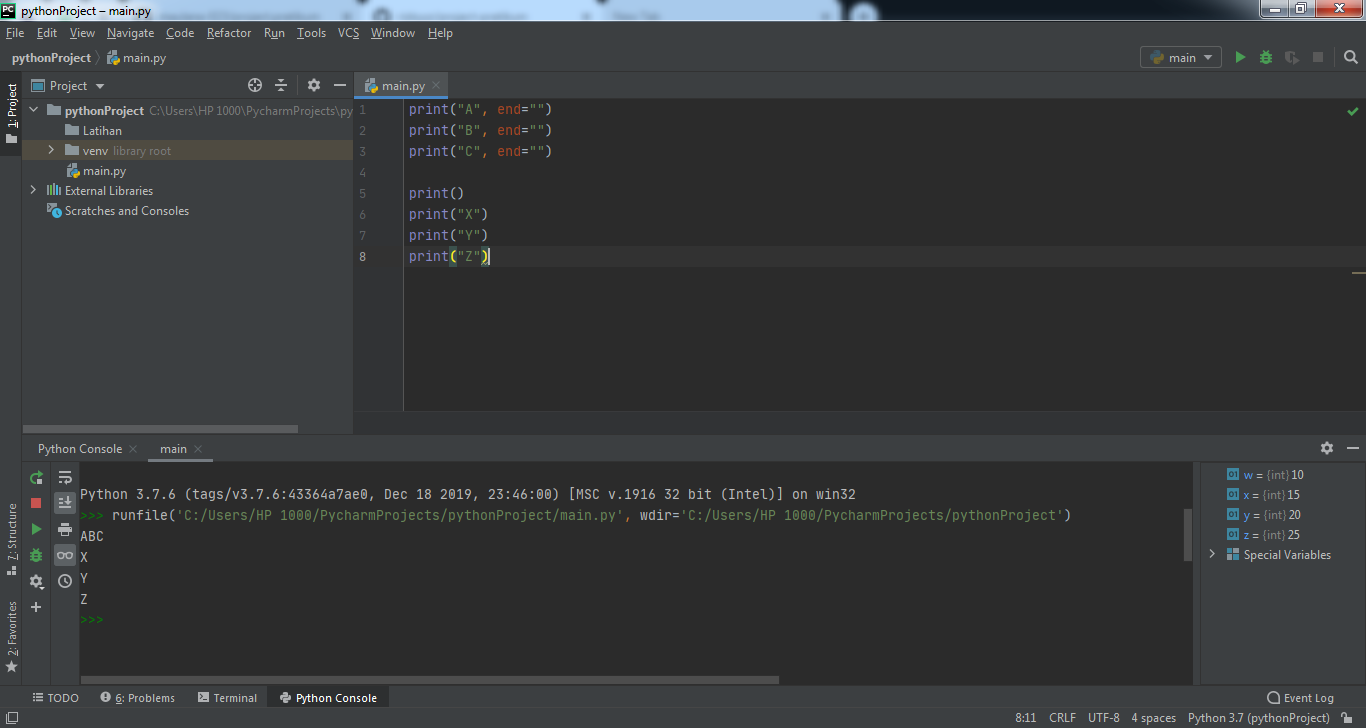 pythonProject – main.py
File Edit View Navigate Code Refactor Run Tools VCS Window Help
pythonProject main.py
main
1: Project
Project
main.py
pythonProject C:\Users\HP 1000\PycharmProjects\py
Latihan
venv library root
main.py
External Libraries
Scratches and Consoles
1 print("A", end="")
2 print("B", end="")
3 print("C", end="")
4
5 print()
6 print("X")
7 print("Y")
8 print("Z")
Python Console main
Python 3.7.6 (tags/v3.7.6:43364a7ae0, Dec 18 2019, 23:46:00) [MSC v.1916 32 bit (Intel)] on win32
>>> runfile('C:/Users/HP 1000/PycharmProjects/pythonProject/main.py', wdir='C:/Users/HP 1000/PycharmProjects/pythonProject')
ABC
X
Y
Z
>>>
w = {int} 10
x = {int} 15
y = {int} 20
z = {int} 25
Special Variables
7: Structure
2: Favorites
TODO 6: Problems Terminal Python Console Event Log
8:11 CRLF UTF-8 4 spaces Python 3.7 (pythonProject)